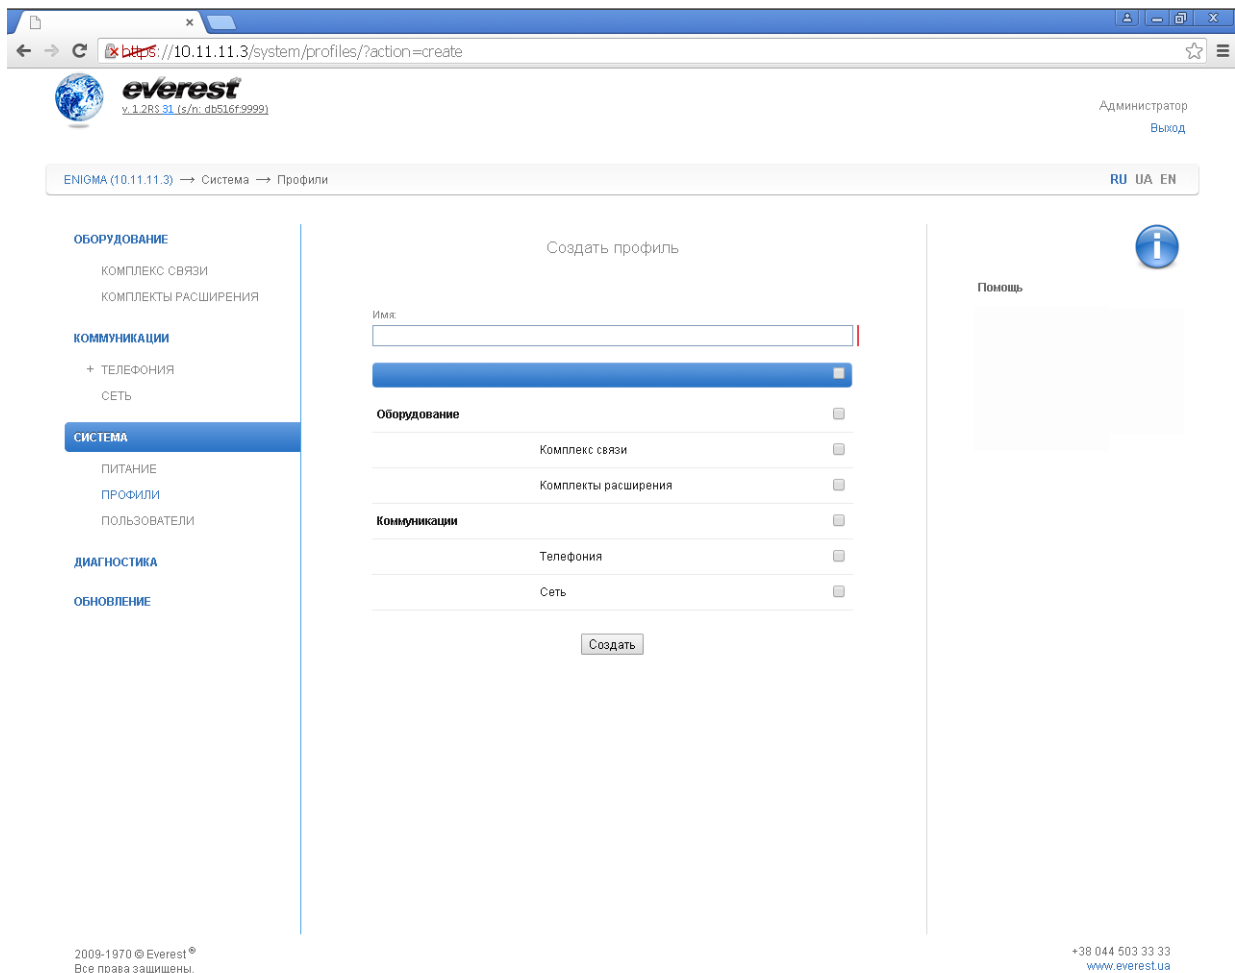 https://10.11.11.3/system/profiles/?action=create
everest
v. 1.2RS 31 (s/n: db516f:9999)
Администратор
Выход
ENIGMA (10.11.11.3) → Система → Профили
RU UA EN
ОБОРУДОВАНИЕ
КОМПЛЕКС СВЯЗИ
КОМПЛЕКТЫ РАСШИРЕНИЯ
КОММУНИКАЦИИ
+ ТЕЛЕФОНИЯ
СЕТЬ
СИСТЕМА
ПИТАНИЕ
ПРОФИЛИ
ПОЛЬЗОВАТЕЛИ
ДИАГНОСТИКА
ОБНОВЛЕНИЕ
Создать профиль
Имя:
Оборудование
Комплекс связи
Комплекты расширения
Коммуникации
Телефония
Сеть
Создать
Помощь
2009-1970 © Everest ®
Все права защищены.
+38 044 503 33 33
www.everest.ua